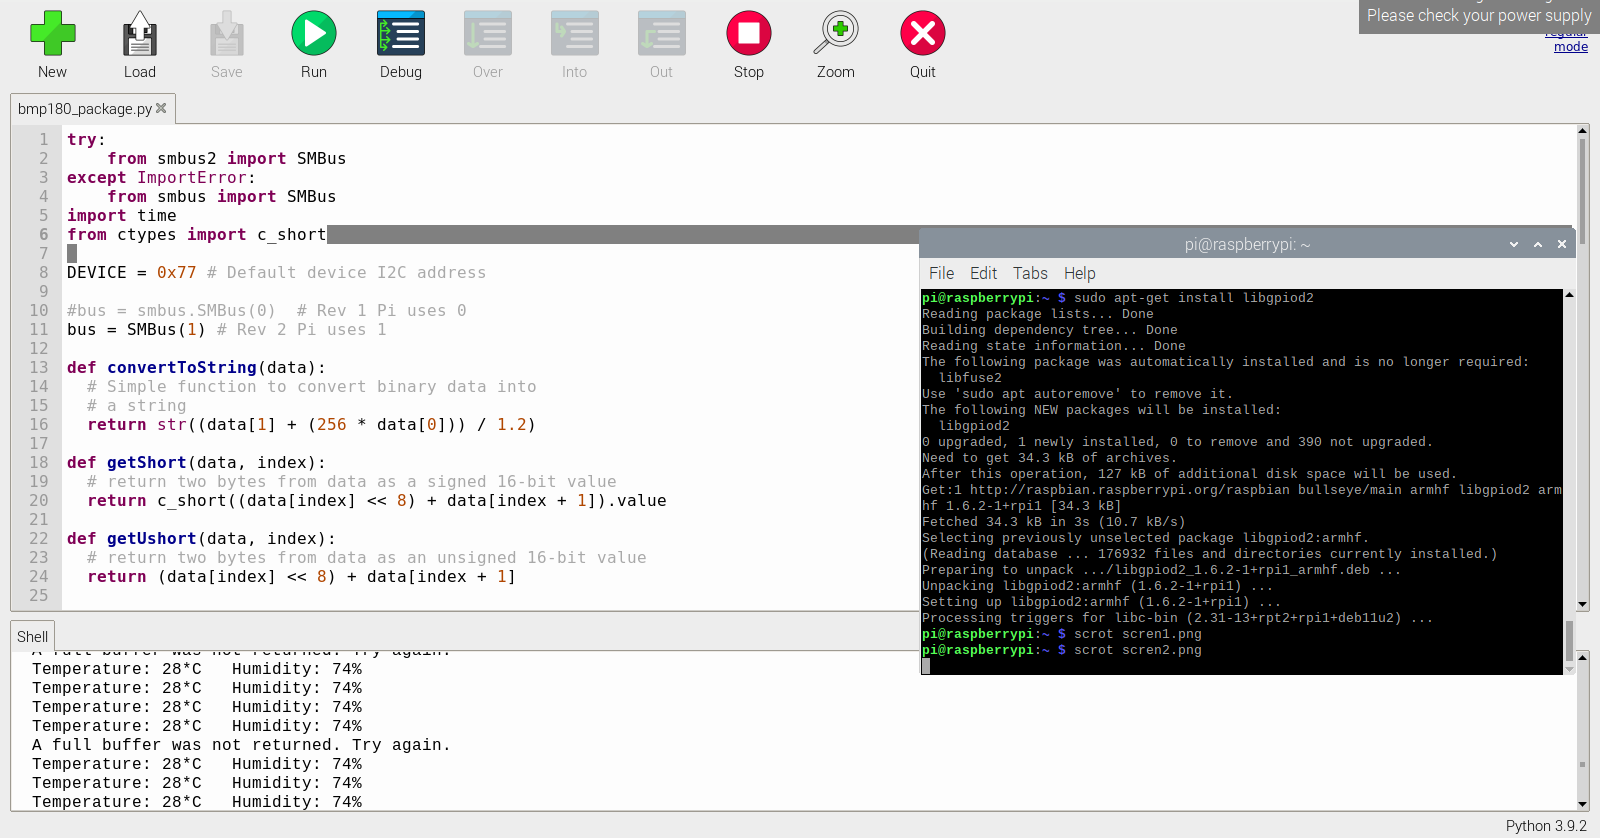 Please check your power supply
regular
mode
New
Load
Save
Run
Debug
Over
Into
Out
Stop
Zoom
Quit
bmp180_package.py
1 try:
2     from smbus2 import SMBus
3 except ImportError:
4     from smbus import SMBus
5 import time
6 from ctypes import c_short
7
8 DEVICE = 0x77 # Default device I2C address
9
10 #bus = smbus.SMBus(0)  # Rev 1 Pi uses 0
11 bus = SMBus(1) # Rev 2 Pi uses 1
12
13 def convertToString(data):
14   # Simple function to convert binary data into
15   # a string
16   return str((data[1] + (256 * data[0])) / 1.2)
17
18 def getShort(data, index):
19   # return two bytes from data as a signed 16-bit value
20   return c_short((data[index] << 8) + data[index + 1]).value
21
22 def getUshort(data, index):
23   # return two bytes from data as an unsigned 16-bit value
24   return (data[index] << 8) + data[index + 1]
25
pi@raspberrypi: ~
File Edit Tabs Help
pi@raspberrypi:~ $ sudo apt-get install libgpiod2
Reading package lists... Done
Building dependency tree... Done
Reading state information... Done
The following package was automatically installed and is no longer required:
  libfuse2
Use 'sudo apt autoremove' to remove it.
The following NEW packages will be installed:
  libgpiod2
0 upgraded, 1 newly installed, 0 to remove and 390 not upgraded.
Need to get 34.3 kB of archives.
After this operation, 127 kB of additional disk space will be used.
Get:1 http://raspbian.raspberrypi.org/raspbian bullseye/main armhf libgpiod2 arm
hf 1.6.2-1+rpi1 [34.3 kB]
Fetched 34.3 kB in 3s (10.7 kB/s)
Selecting previously unselected package libgpiod2:armhf.
(Reading database ... 176932 files and directories currently installed.)
Preparing to unpack .../libgpiod2_1.6.2-1+rpi1_armhf.deb ...
Unpacking libgpiod2:armhf (1.6.2-1+rpi1) ...
Setting up libgpiod2:armhf (1.6.2-1+rpi1) ...
Processing triggers for libc-bin (2.31-13+rpt2+rpi1+deb11u2) ...
pi@raspberrypi:~ $ scrot scren1.png
pi@raspberrypi:~ $ scrot scren2.png
Shell
A full buffer was not returned. Try again.
Temperature: 28*C   Humidity: 74%
Temperature: 28*C   Humidity: 74%
Temperature: 28*C   Humidity: 74%
Temperature: 28*C   Humidity: 74%
A full buffer was not returned. Try again.
Temperature: 28*C   Humidity: 74%
Temperature: 28*C   Humidity: 74%
Temperature: 28*C   Humidity: 74%
Python 3.9.2